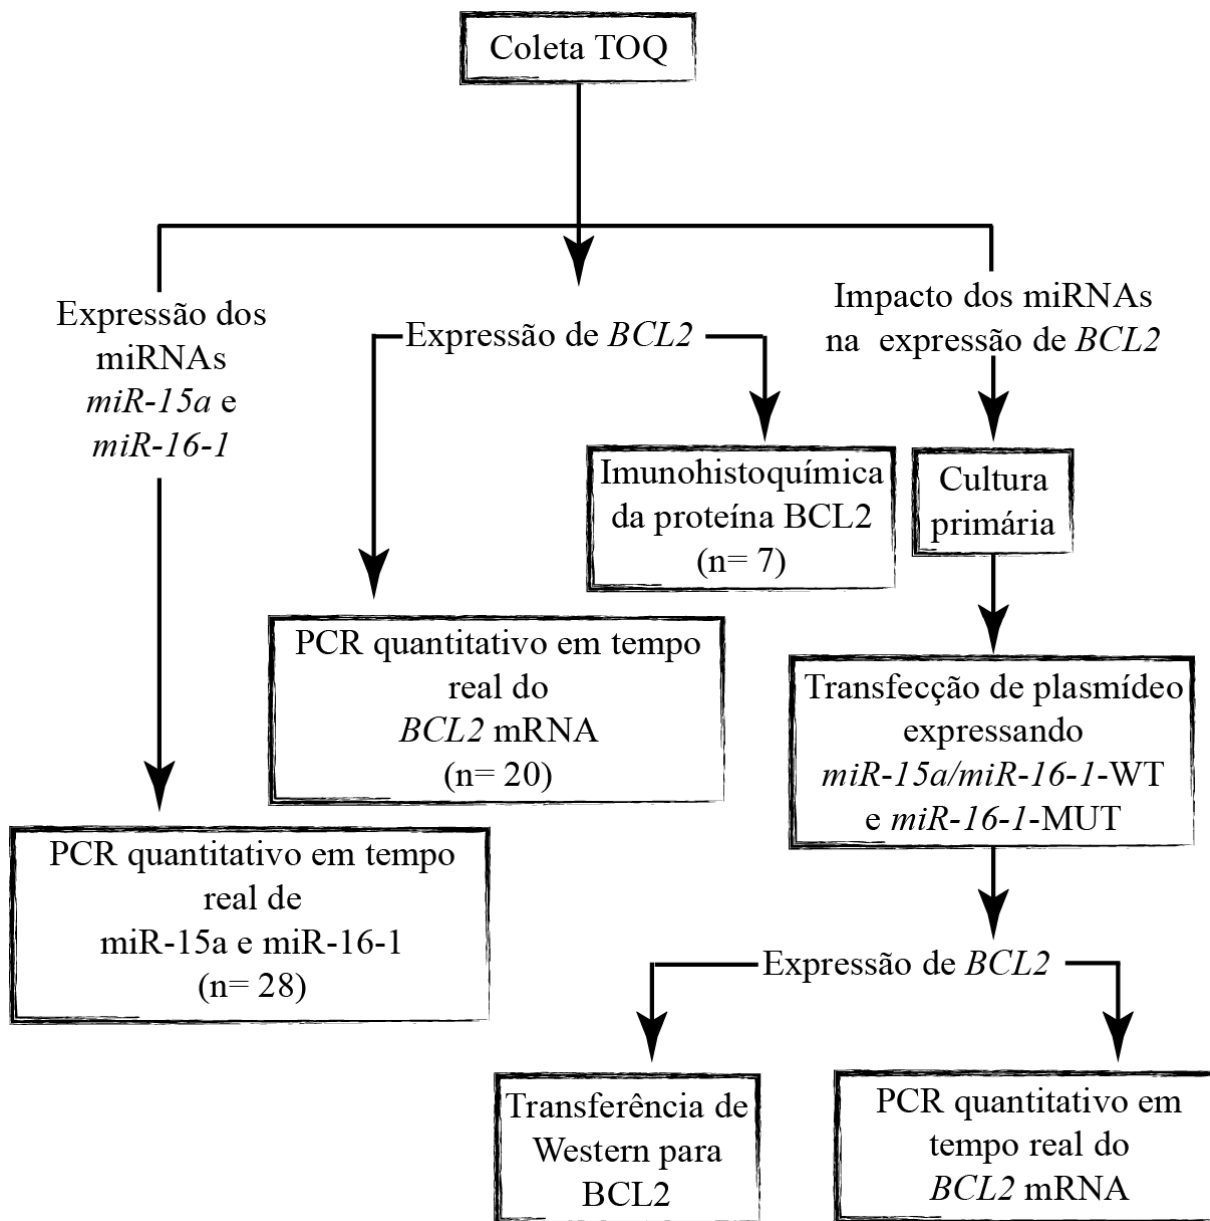 Coleta TOQ
Expressão dos
miRNAs
miR-15a e
miR-16-1
Expressão de BCL2
Impacto dos miRNAs
na expressão de BCL2
Imunohistoquímica
da proteína BCL2
(n= 7)
Cultura
primária
PCR quantitativo em tempo
real do
BCL2 mRNA
(n= 20)
Transfecção de plasmídeo
expressando
miR-15a/miR-16-1-WT
e miR-16-1-MUT
PCR quantitativo em tempo
real de
miR-15a e miR-16-1
(n= 28)
Expressão de BCL2
Transferência de
Western para
BCL2
PCR quantitativo em
tempo real do
BCL2 mRNA